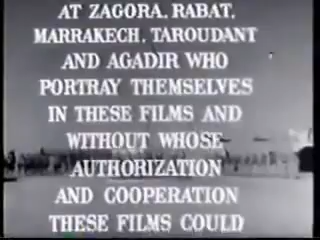 AT ZAGORA, RABAT,
MARRAKECH, TAROUDANT
AND AGADIR WHO
PORTRAY THEMSELVES
IN THESE FILMS AND
WITHOUT WHOSE
AUTHORIZATION
AND COOPERATION
THESE FILMS COULD